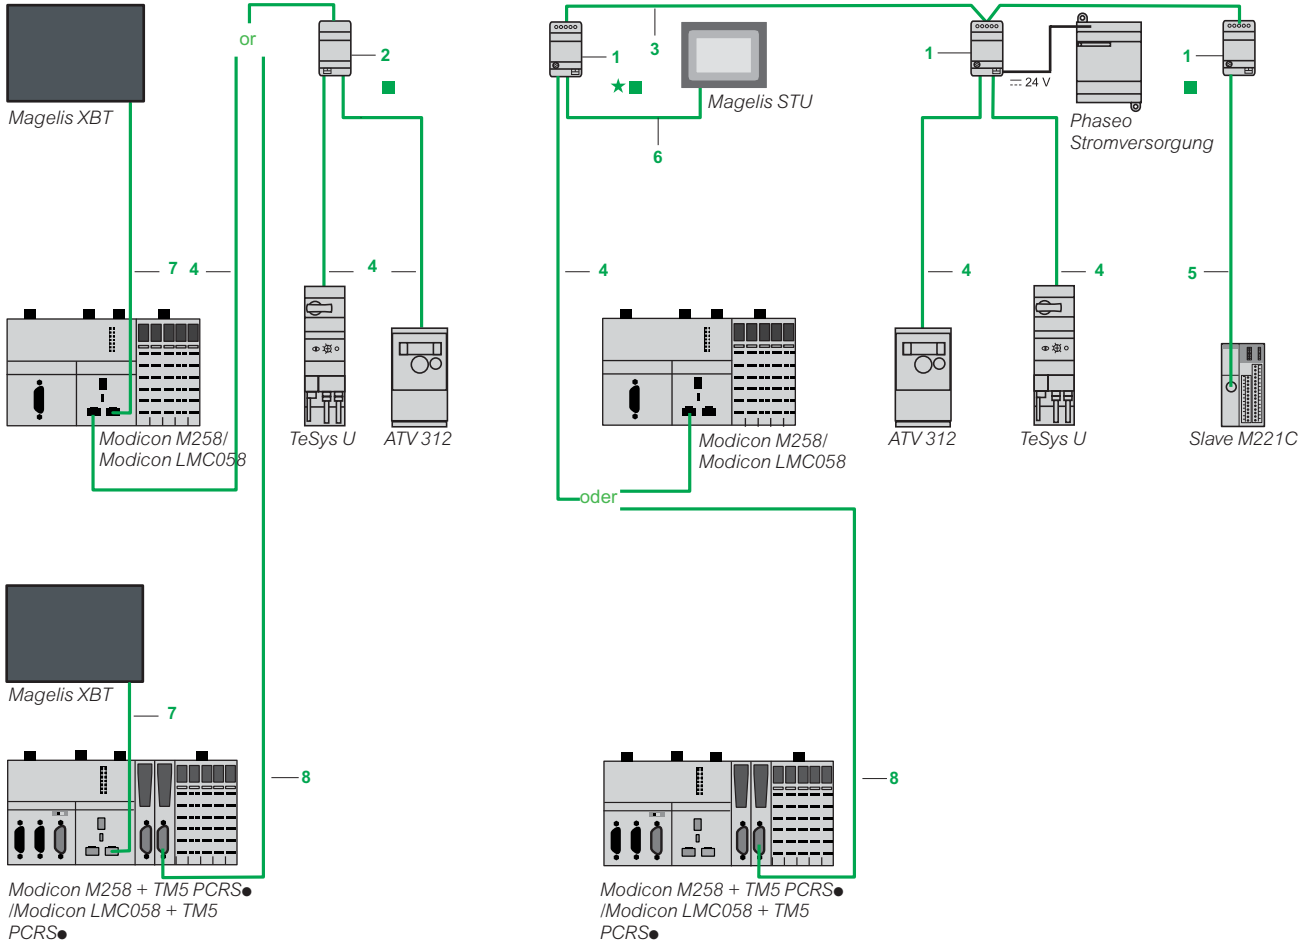 or
2
1
3
1
1
24 V
Magelis XBT
Magelis STU
Phaseo
Stromversorgung
6
7 4
4
4
4
4
5
Modicon M258/
Modicon LMC058
TeSys U
ATV 312
Modicon M258/
Modicon LMC058
ATV 312
TeSys U
Slave M221C
oder
Magelis XBT
7
8
8
Modicon M258 + TM5 PCRS●
/Modicon LMC058 + TM5
PCRS●
Modicon M258 + TM5 PCRS●
/Modicon LMC058 + TM5
PCRS●